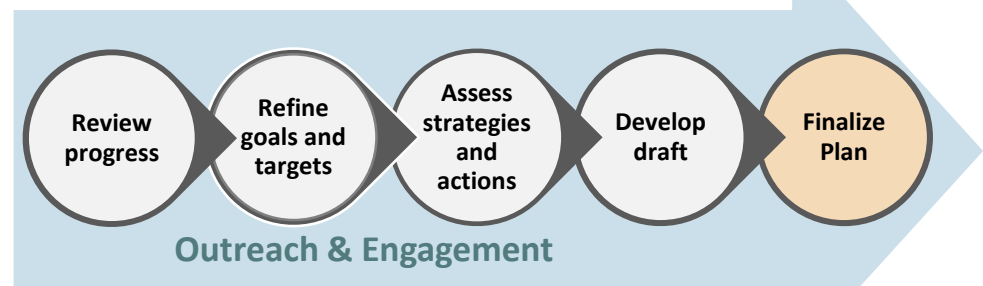 Review
progress
Refine
goals and
targets
Assess
strategies
and
actions
Develop
draft
Finalize
Plan
Outreach & Engagement